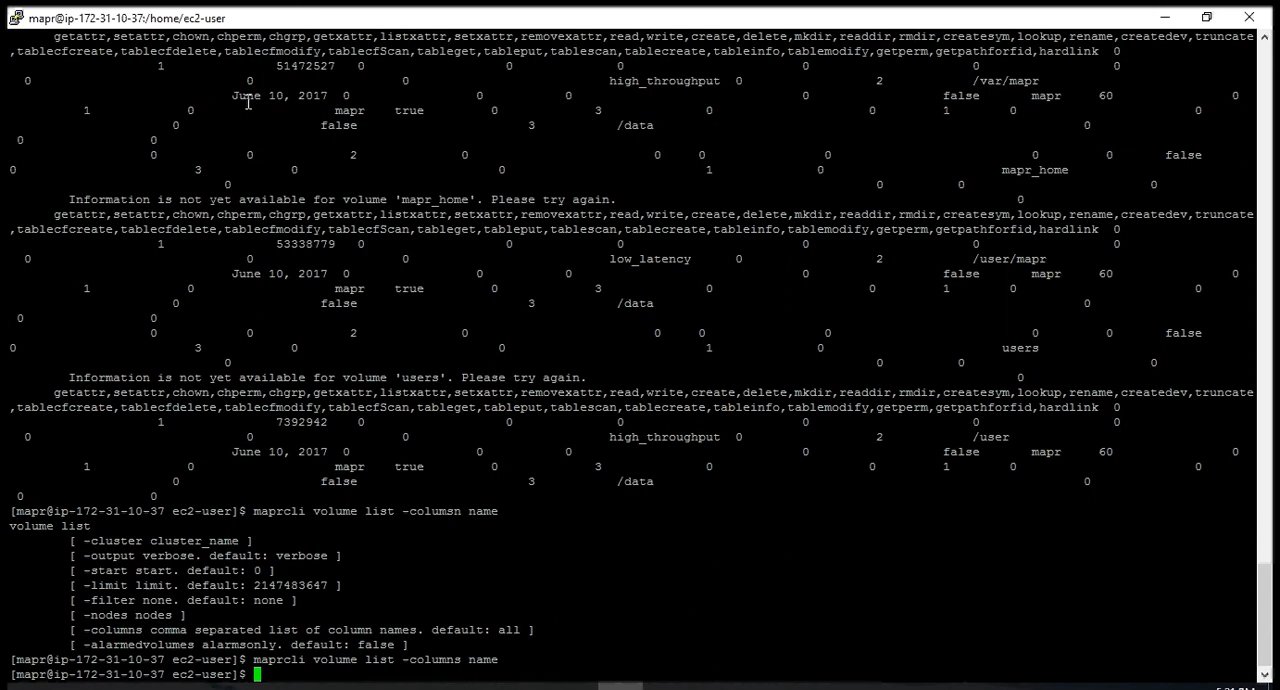 mapr@ip-172-31-10-37:/home/ec2-user
getattr,setattr,chown,chperm,chgrp,getxattr,listxattr,setxattr,removexattr,read,write,create,delete,mkdir,readdir,rmdir,createsym,lookup,rename,createdev,truncate
,tablecfcreate,tablecfdelete,tablecfmodify,tablecfScan,tableget,tableput,tablescan,tablecreate,tableinfo,tablemodify,getperm,getpathforfid,hardlink 0
1 51472527 0 0 0 0 0 0
0 0 0 high_throughput 2 /var/mapr
June 10, 2017 0 0 0 0 false mapr 60 0
1 0 mapr true 0 3 0 0 1 0 0
0 false 3 /data 0
0 0
0 0 2 0 0 0 0 0 0 false
0 3 0 0 1 0 mapr_home
0 0 0 0
Information is not yet available for volume 'mapr_home'. Please try again. 0
getattr,setattr,chown,chperm,chgrp,getxattr,listxattr,setxattr,removexattr,read,write,create,delete,mkdir,readdir,rmdir,createsym,lookup,rename,createdev,truncate
,tablecfcreate,tablecfdelete,tablecfmodify,tablecfScan,tableget,tableput,tablescan,tablecreate,tableinfo,tablemodify,getperm,getpathforfid,hardlink 0
1 53338779 0 0 0 0 0 0
0 0 0 low_latency 0 2 /user/mapr
June 10, 2017 0 0 0 0 false mapr 60 0
1 0 mapr true 0 3 0 0 1 0 0
0 false 3 /data 0
0 0
0 0 2 0 0 0 0 0 0 false
0 3 0 0 1 0 users
0 0 0 0
Information is not yet available for volume 'users'. Please try again. 0
getattr,setattr,chown,chperm,chgrp,getxattr,listxattr,setxattr,removexattr,read,write,create,delete,mkdir,readdir,rmdir,createsym,lookup,rename,createdev,truncate
,tablecfcreate,tablecfdelete,tablecfmodify,tablecfScan,tableget,tableput,tablescan,tablecreate,tableinfo,tablemodify,getperm,getpathforfid,hardlink 0
1 7392942 0 0 0 0 0 0
0 0 high_throughput 0 2 /user
June 10, 2017 0 0 0 0 false mapr 60 0
1 0 mapr true 0 3 0 0 1 0 0
0 false 3 /data 0
0 0
[mapr@ip-172-31-10-37 ec2-user]$ maprcli volume list -columsn name
volume list
[ -cluster cluster_name ]
[ -output verbose. default: verbose ]
[ -start start. default: 0 ]
[ -limit limit. default: 2147483647 ]
[ -filter none. default: none ]
[ -nodes nodes ]
[ -columns comma separated list of column names. default: all ]
[ -alarmedvolumes alarmsonly. default: false ]
[mapr@ip-172-31-10-37 ec2-user]$ maprcli volume list -columns name
[mapr@ip-172-31-10-37 ec2-user]$